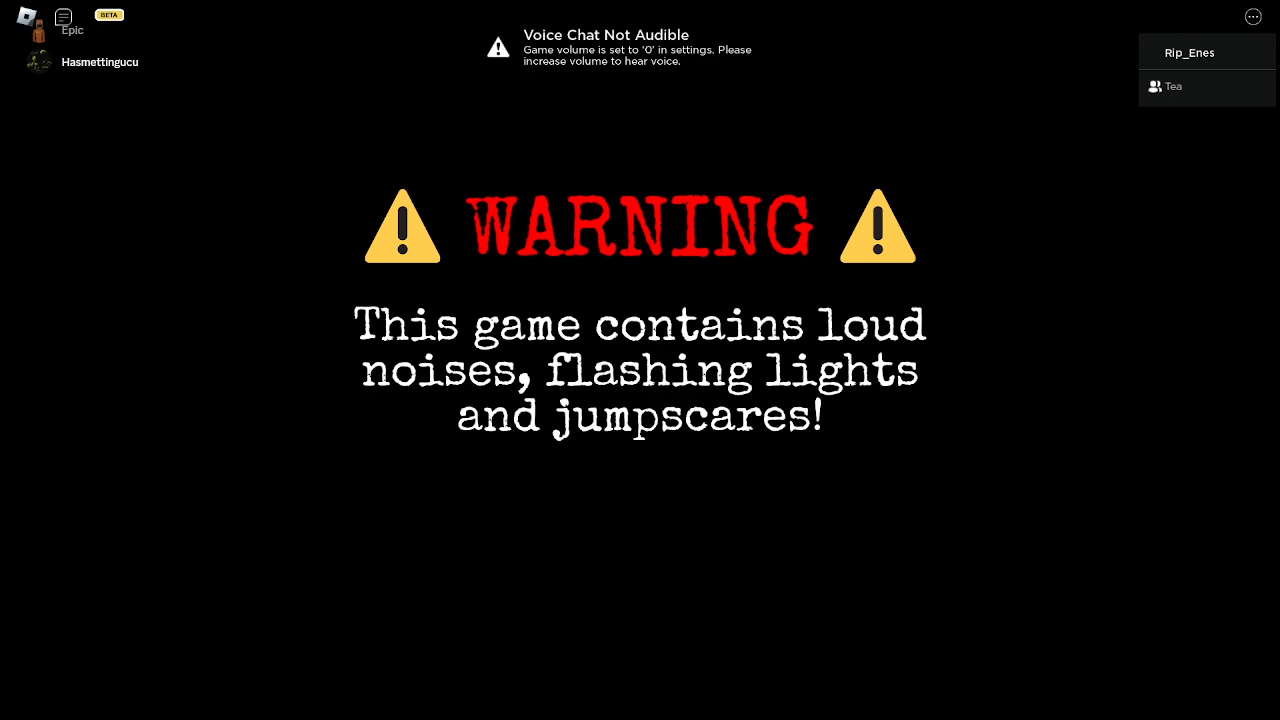 BETA
Epic
Hasmettingucu
Voice Chat Not Audible
Game volume is set to '0' in settings. Please
increase volume to hear voice.
Rip_Enes
Tea
WARNING
This game contains loud
noises, flashing lights
and jumpscares!